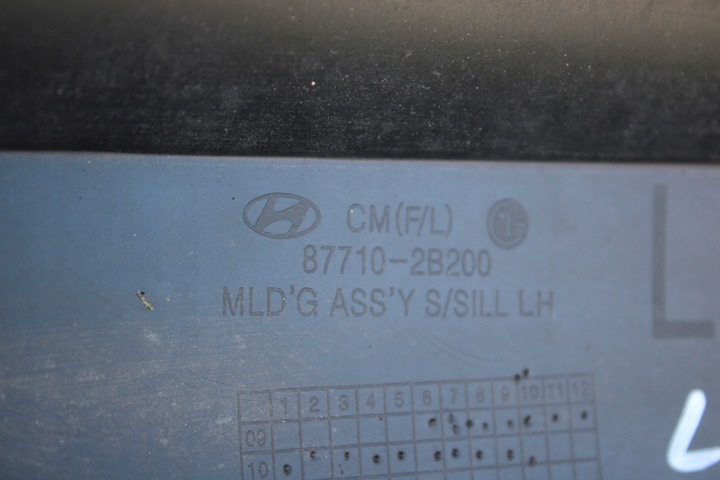 CM(F/L) LG
87710-2B200
MLD'G ASS'Y S/SILL LH
L
1 2 3 4 5 6 7 8 9 10 11 12
09
10
L